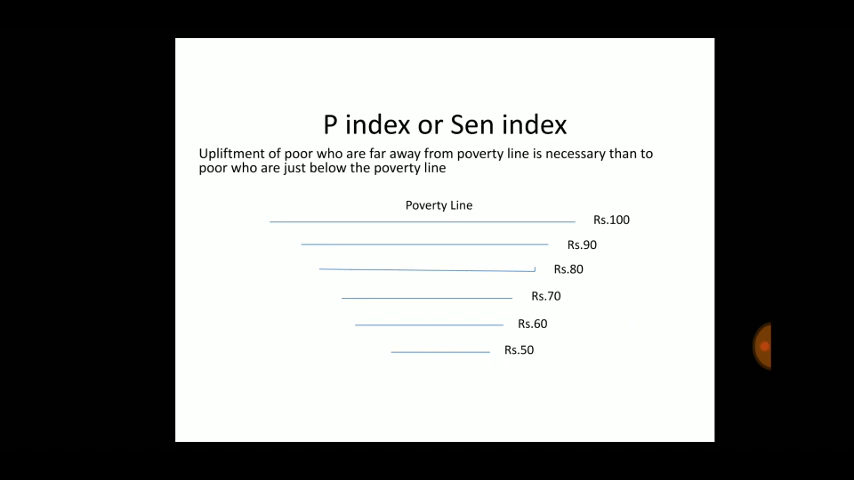 P index or Sen index
Upliftment of poor who are far away from poverty line is necessary than to
poor who are just below the poverty line
Poverty Line
Rs.100
Rs.90
Rs.80
Rs.70
Rs.60
Rs.50